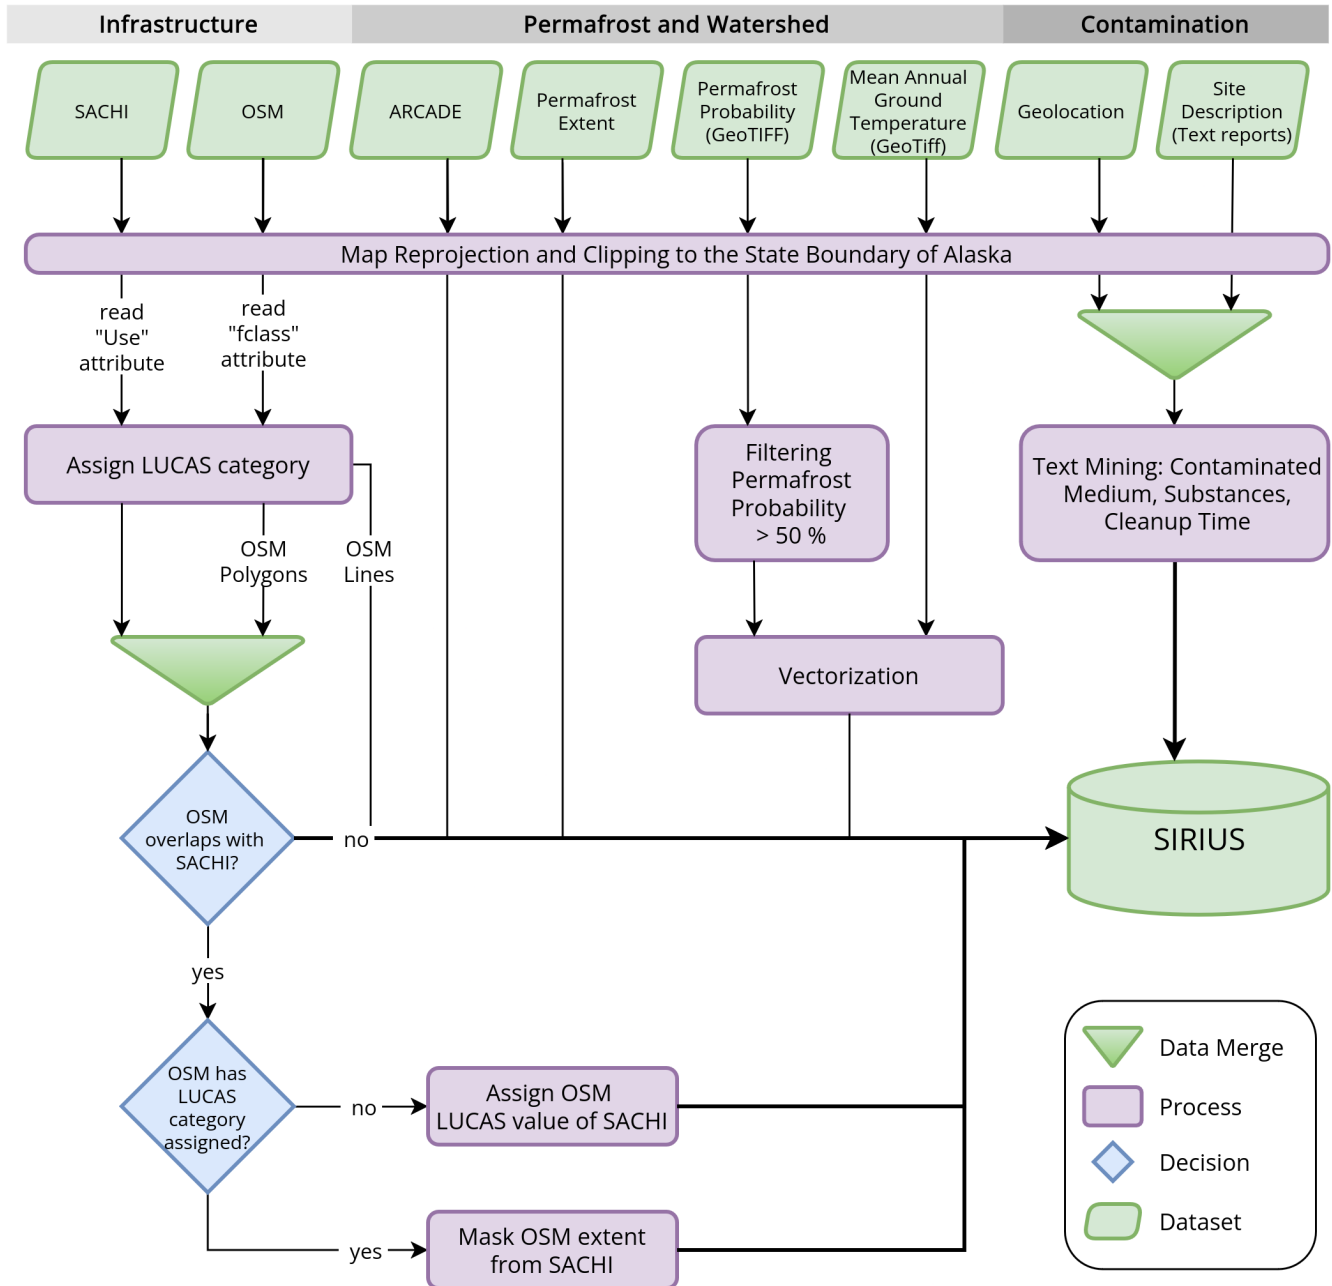 Infrastructure
Permafrost and Watershed
Contamination
SACHI
OSM
ARCADE
Permafrost
Extent
Permafrost
Probability
(GeoTIFF)
Mean Annual
Ground
Temperature
(GeoTiff)
Geolocation
Site
Description
(Text reports)
Map Reprojection and Clipping to the State Boundary of Alaska
read
"Use"
attribute
read
"fclass"
attribute
Assign LUCAS category
Filtering
Permafrost
Probability
> 50 %
Text Mining: Contaminated
Medium, Substances,
Cleanup Time
OSM
Polygons
OSM
Lines
Vectorization
OSM
overlaps with
SACHI?
no
SIRIUS
yes
OSM has
LUCAS
category
assigned?
no
Assign OSM
LUCAS value of SACHI
yes
Mask OSM extent
from SACHI
Data Merge
Process
Decision
Dataset